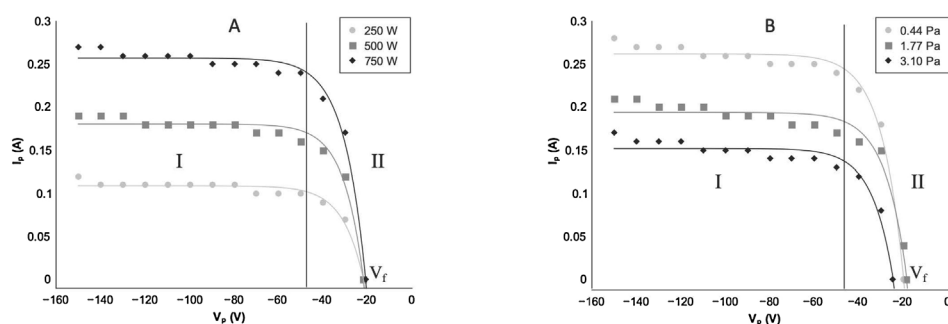 A
0.3
0.25
0.2
0.15
0.1
0.05
0
Iₚ (A)
250 W
500 W
750 W
I
II
V_f
−160 −140 −120 −100 −80 −60 −40 −20 0
Vₚ (V)
B
0.3
0.25
0.2
0.15
0.1
0.05
0
Iₚ (A)
0.44 Pa
1.77 Pa
3.10 Pa
I
II
V_f
−160 −140 −120 −100 −80 −60 −40 −20 0
Vₚ (V)